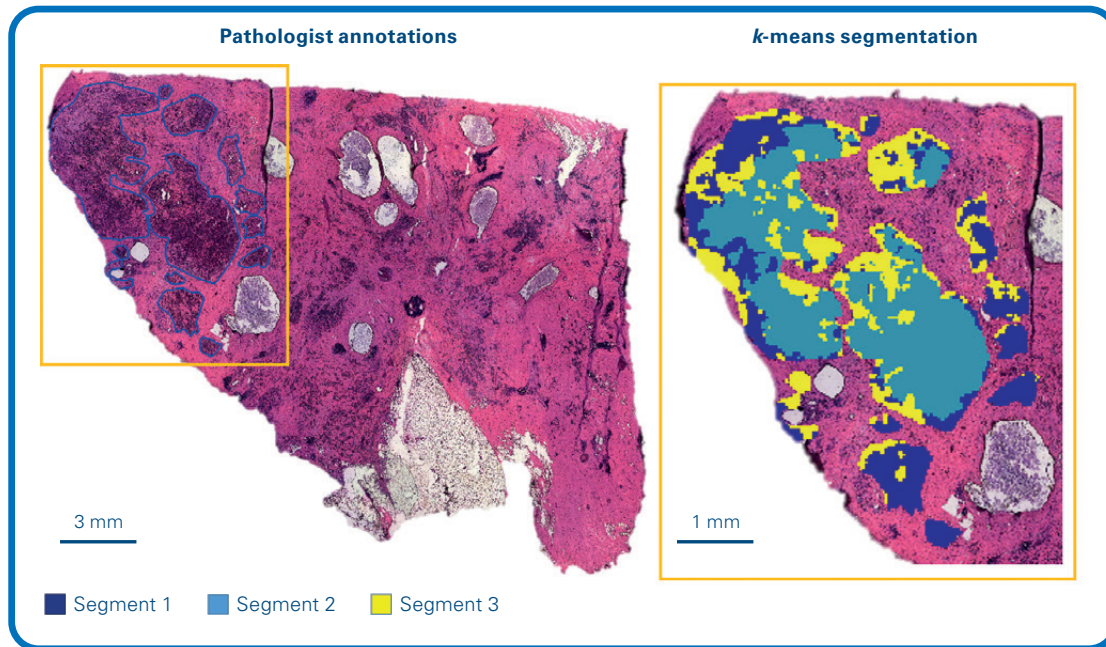 Pathologist annotations
k-means segmentation
3 mm
1 mm
Segment 1
Segment 2
Segment 3